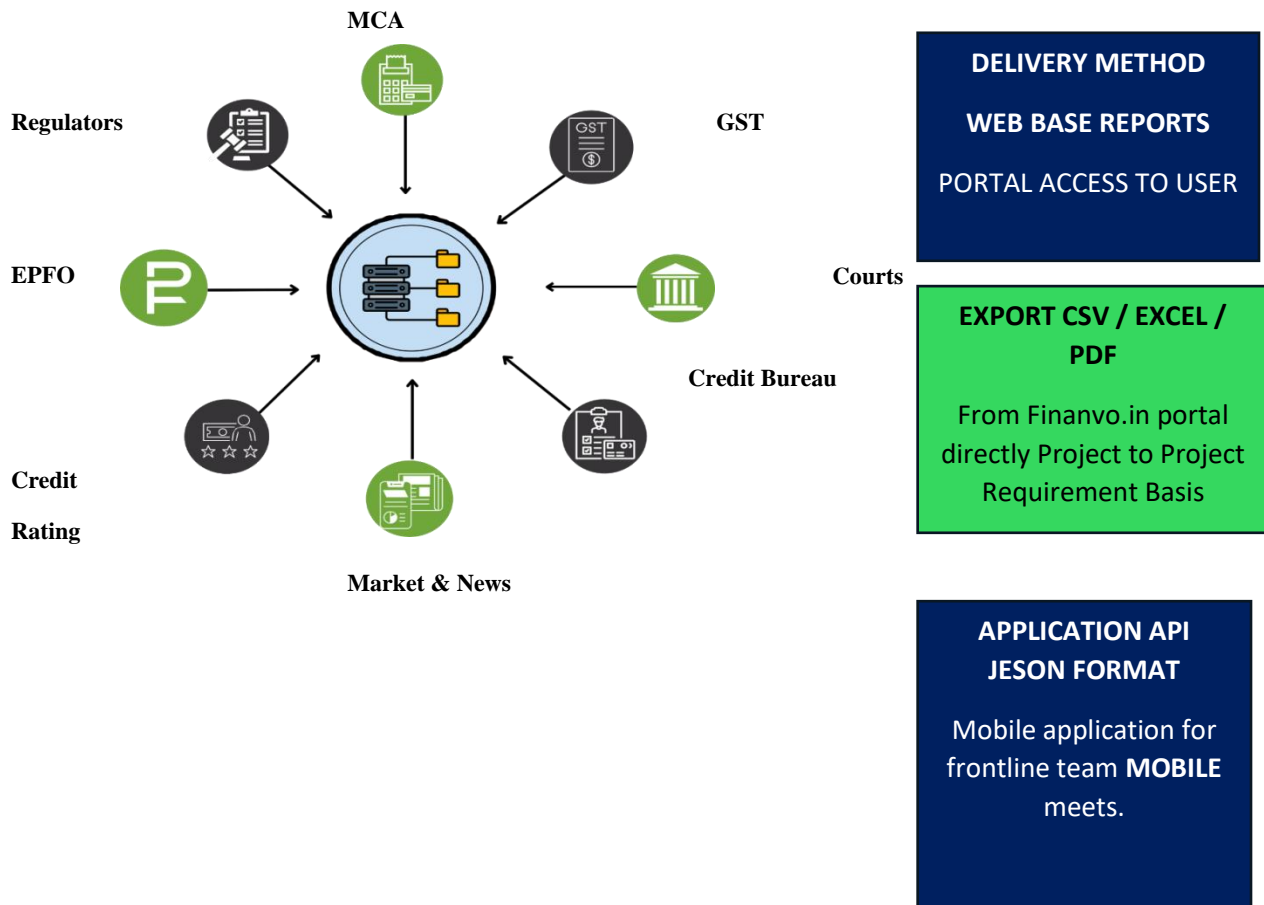 MCA
Regulators
GST
GST
EPFO
Courts
Credit Bureau
Credit
Rating
Market & News
DELIVERY METHOD
WEB BASE REPORTS
PORTAL ACCESS TO USER
EXPORT CSV / EXCEL /
PDF
From Finanvo.in portal
directly Project to Project
Requirement Basis
APPLICATION API
JESON FORMAT
Mobile application for
frontline team MOBILE
meets.